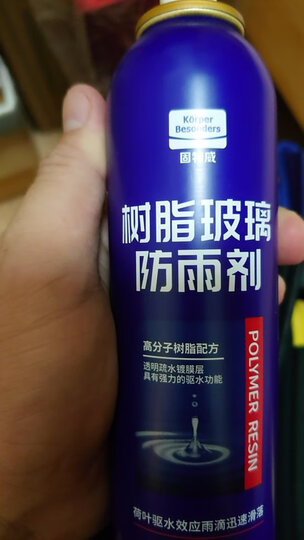 Körper
Besonders
固特威
树脂玻璃
防雨剂
高分子树脂配方
透明疏水镀膜层
具有强力的驱水功能
POLYMER RESIN
荷叶驱水效应雨滴迅速滑落